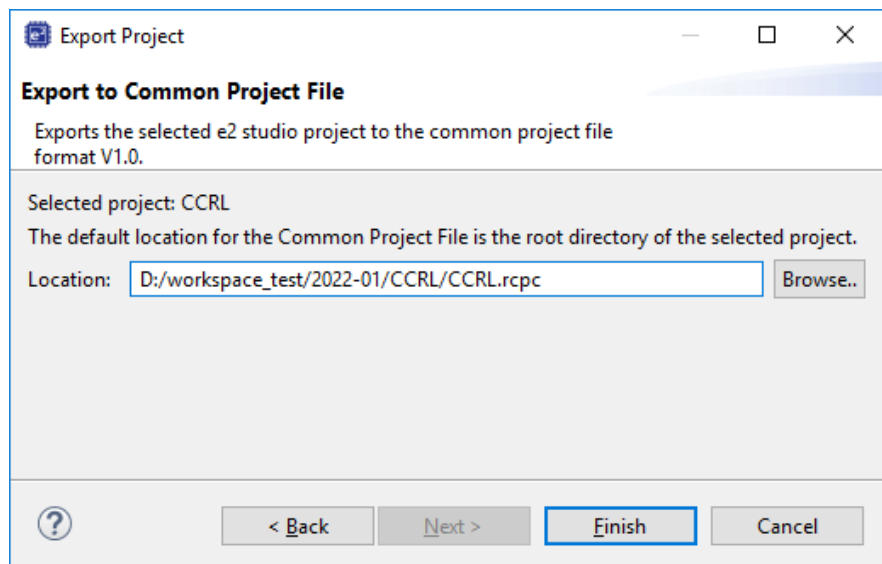 Export Project
Export to Common Project File
Exports the selected e2 studio project to the common project file
format V1.0.
Selected project: CCRL
The default location for the Common Project File is the root directory of the selected project.
Location: D:/workspace_test/2022-01/CCRL/CCRL.rcpc Browse..
? < Back Next > Finish Cancel